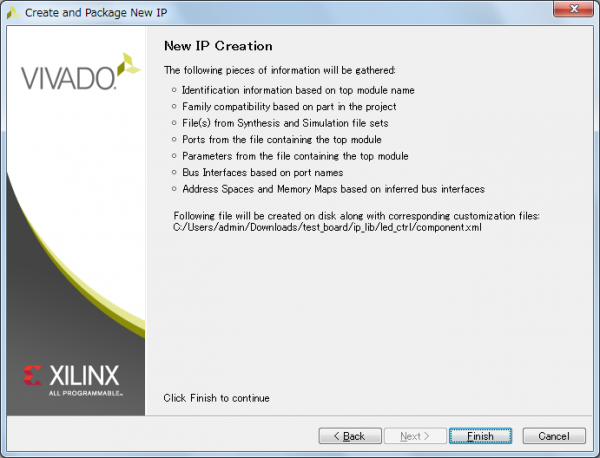 Create and Package New IP
VIVADO.
New IP Creation
The following pieces of information will be gathered:
Identification information based on top module name
Family compatibility based on part in the project
File(s) from Synthesis and Simulation file sets
Ports from the file containing the top module
Parameters from the file containing the top module
Bus Interfaces based on port names
Address Spaces and Memory Maps based on inferred bus interfaces
Following file will be created on disk along with corresponding customization files:
C:/Users/admin/Downloads/test_board/ip_lib/led_ctrl/component.xml
XILINX
ALL PROGRAMMABLE™
Click Finish to continue
< Back
Next >
Finish
Cancel